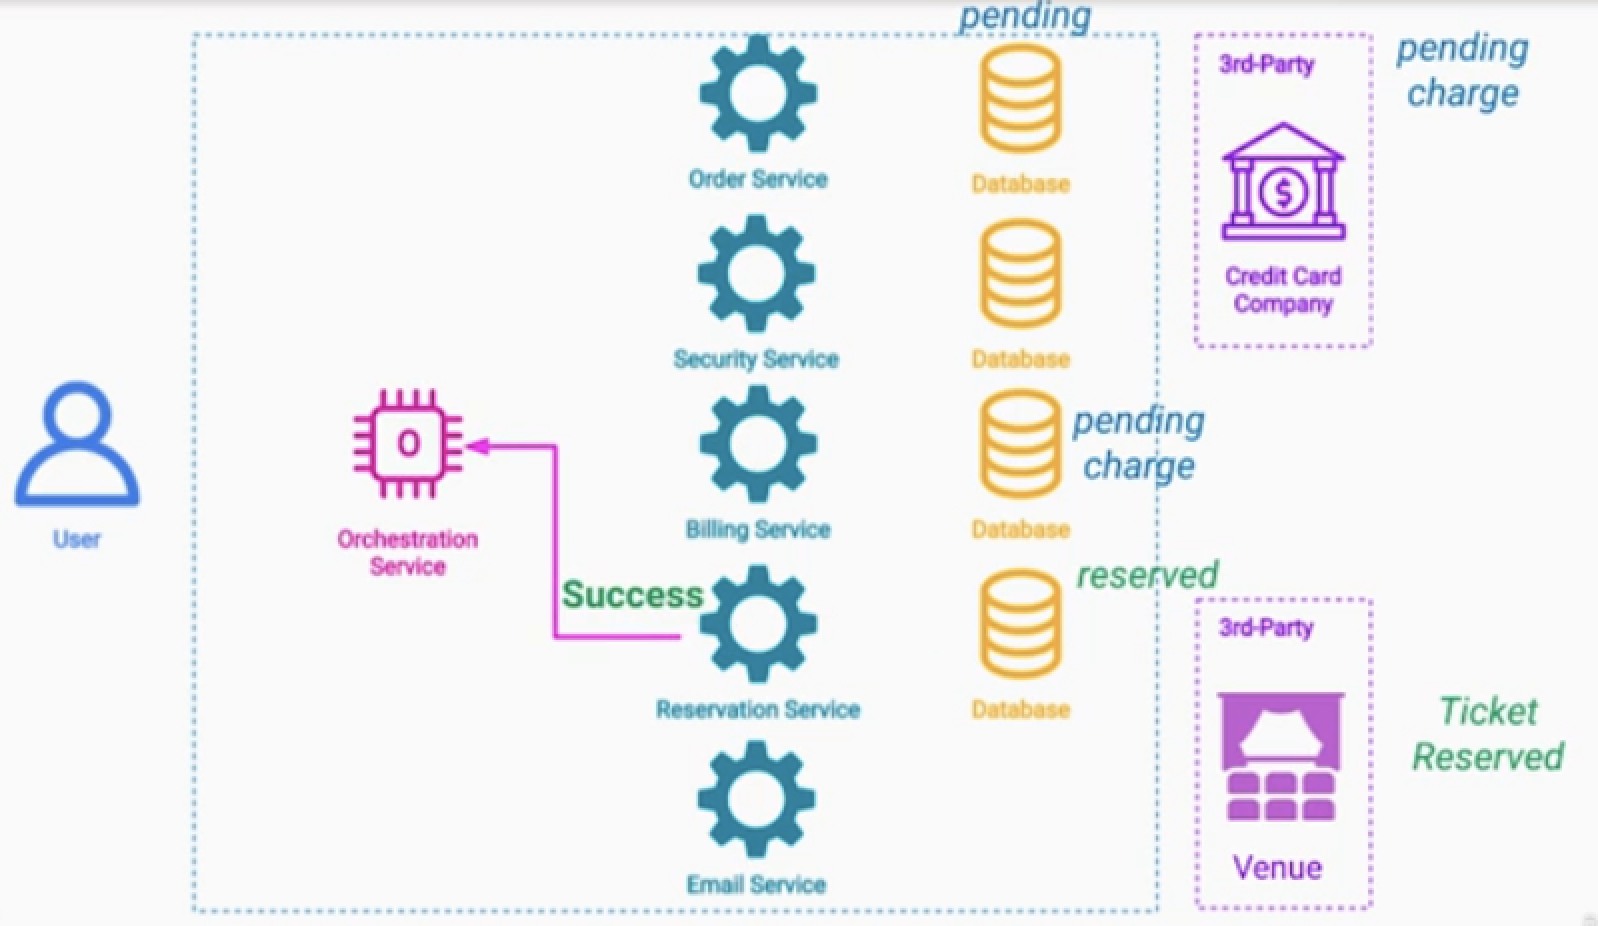 pending
3rd-Party
pending
charge
Order Service
Database
$
Credit Card
Company
Security Service
Database
O
pending
charge
User
Orchestration
Service
Billing Service
Database
Success
reserved
3rd-Party
Reservation Service
Database
Ticket
Reserved
Venue
Email Service